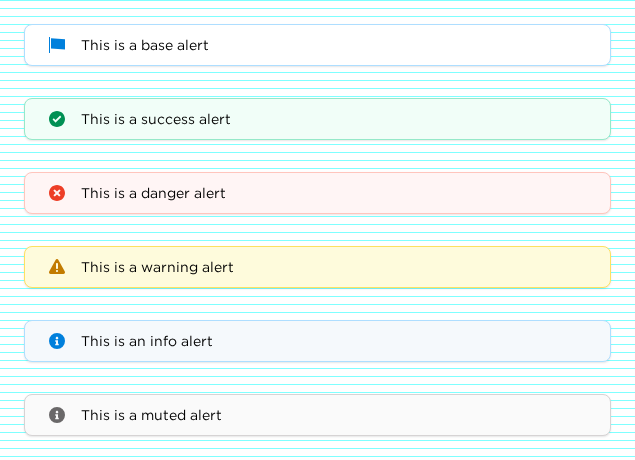 This is a base alert
This is a success alert
This is a danger alert
This is a warning alert
This is an info alert
This is a muted alert